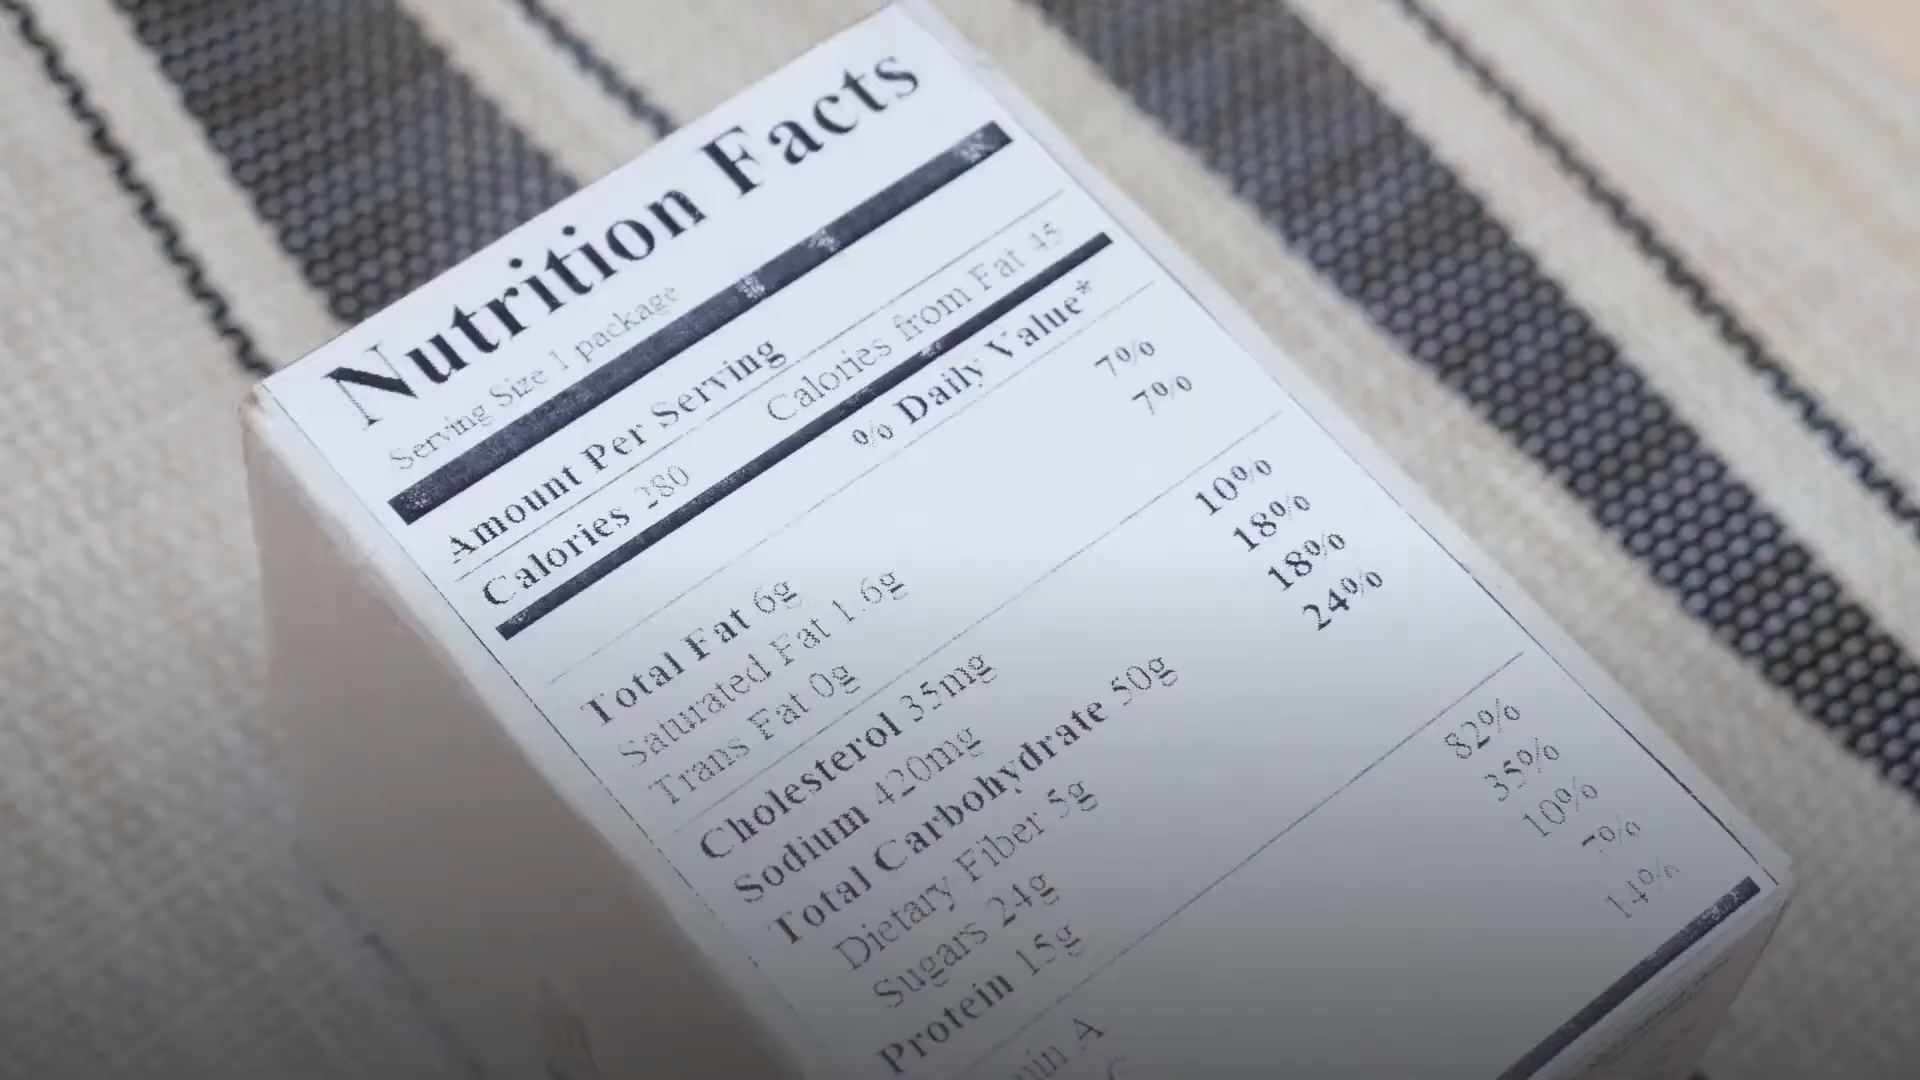 Nutrition Facts
Serving Size 1 package
Amount Per Serving
Calories 280 Calories from Fat 45
% Daily Value*
Total Fat 6g 7%
Saturated Fat 1.6g 7%
Trans Fat 0g
Cholesterol 35mg 10%
Sodium 420mg 18%
Total Carbohydrate 50g 18%
Dietary Fiber 5g 24%
Sugars 24g
Protein 15g
82%
A 35%
C 10%
7%
14%